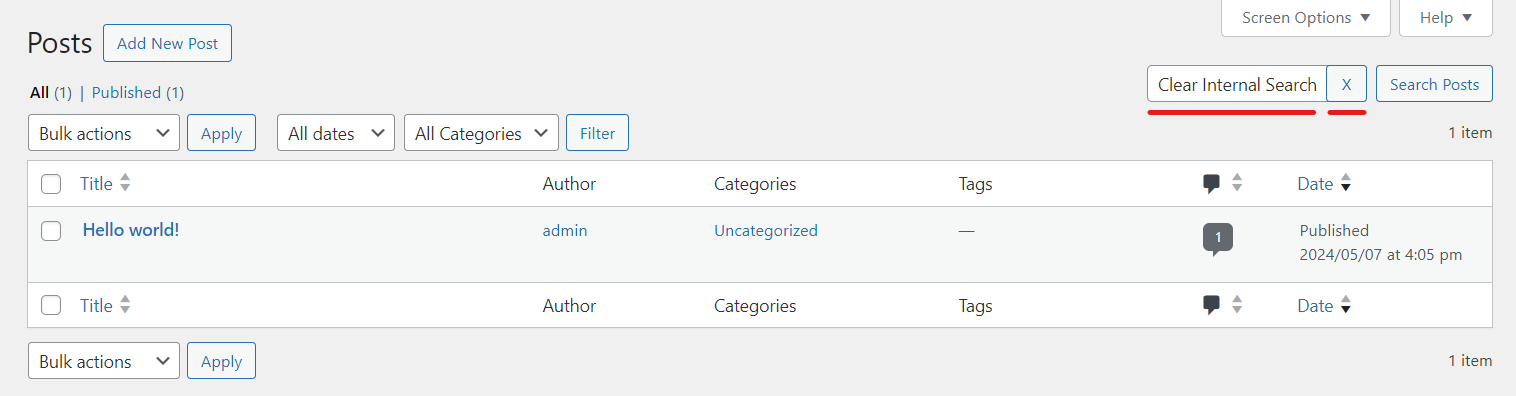 Screen Options Help
Posts Add New Post
All (1) | Published (1)
Clear Internal Search X Search Posts
Bulk actions Apply All dates All Categories Filter 1 item
Title Author Categories Tags Date
Hello world! admin Uncategorized — 1 Published
2024/05/07 at 4:05 pm
Title Author Categories Tags Date
Bulk actions Apply 1 item